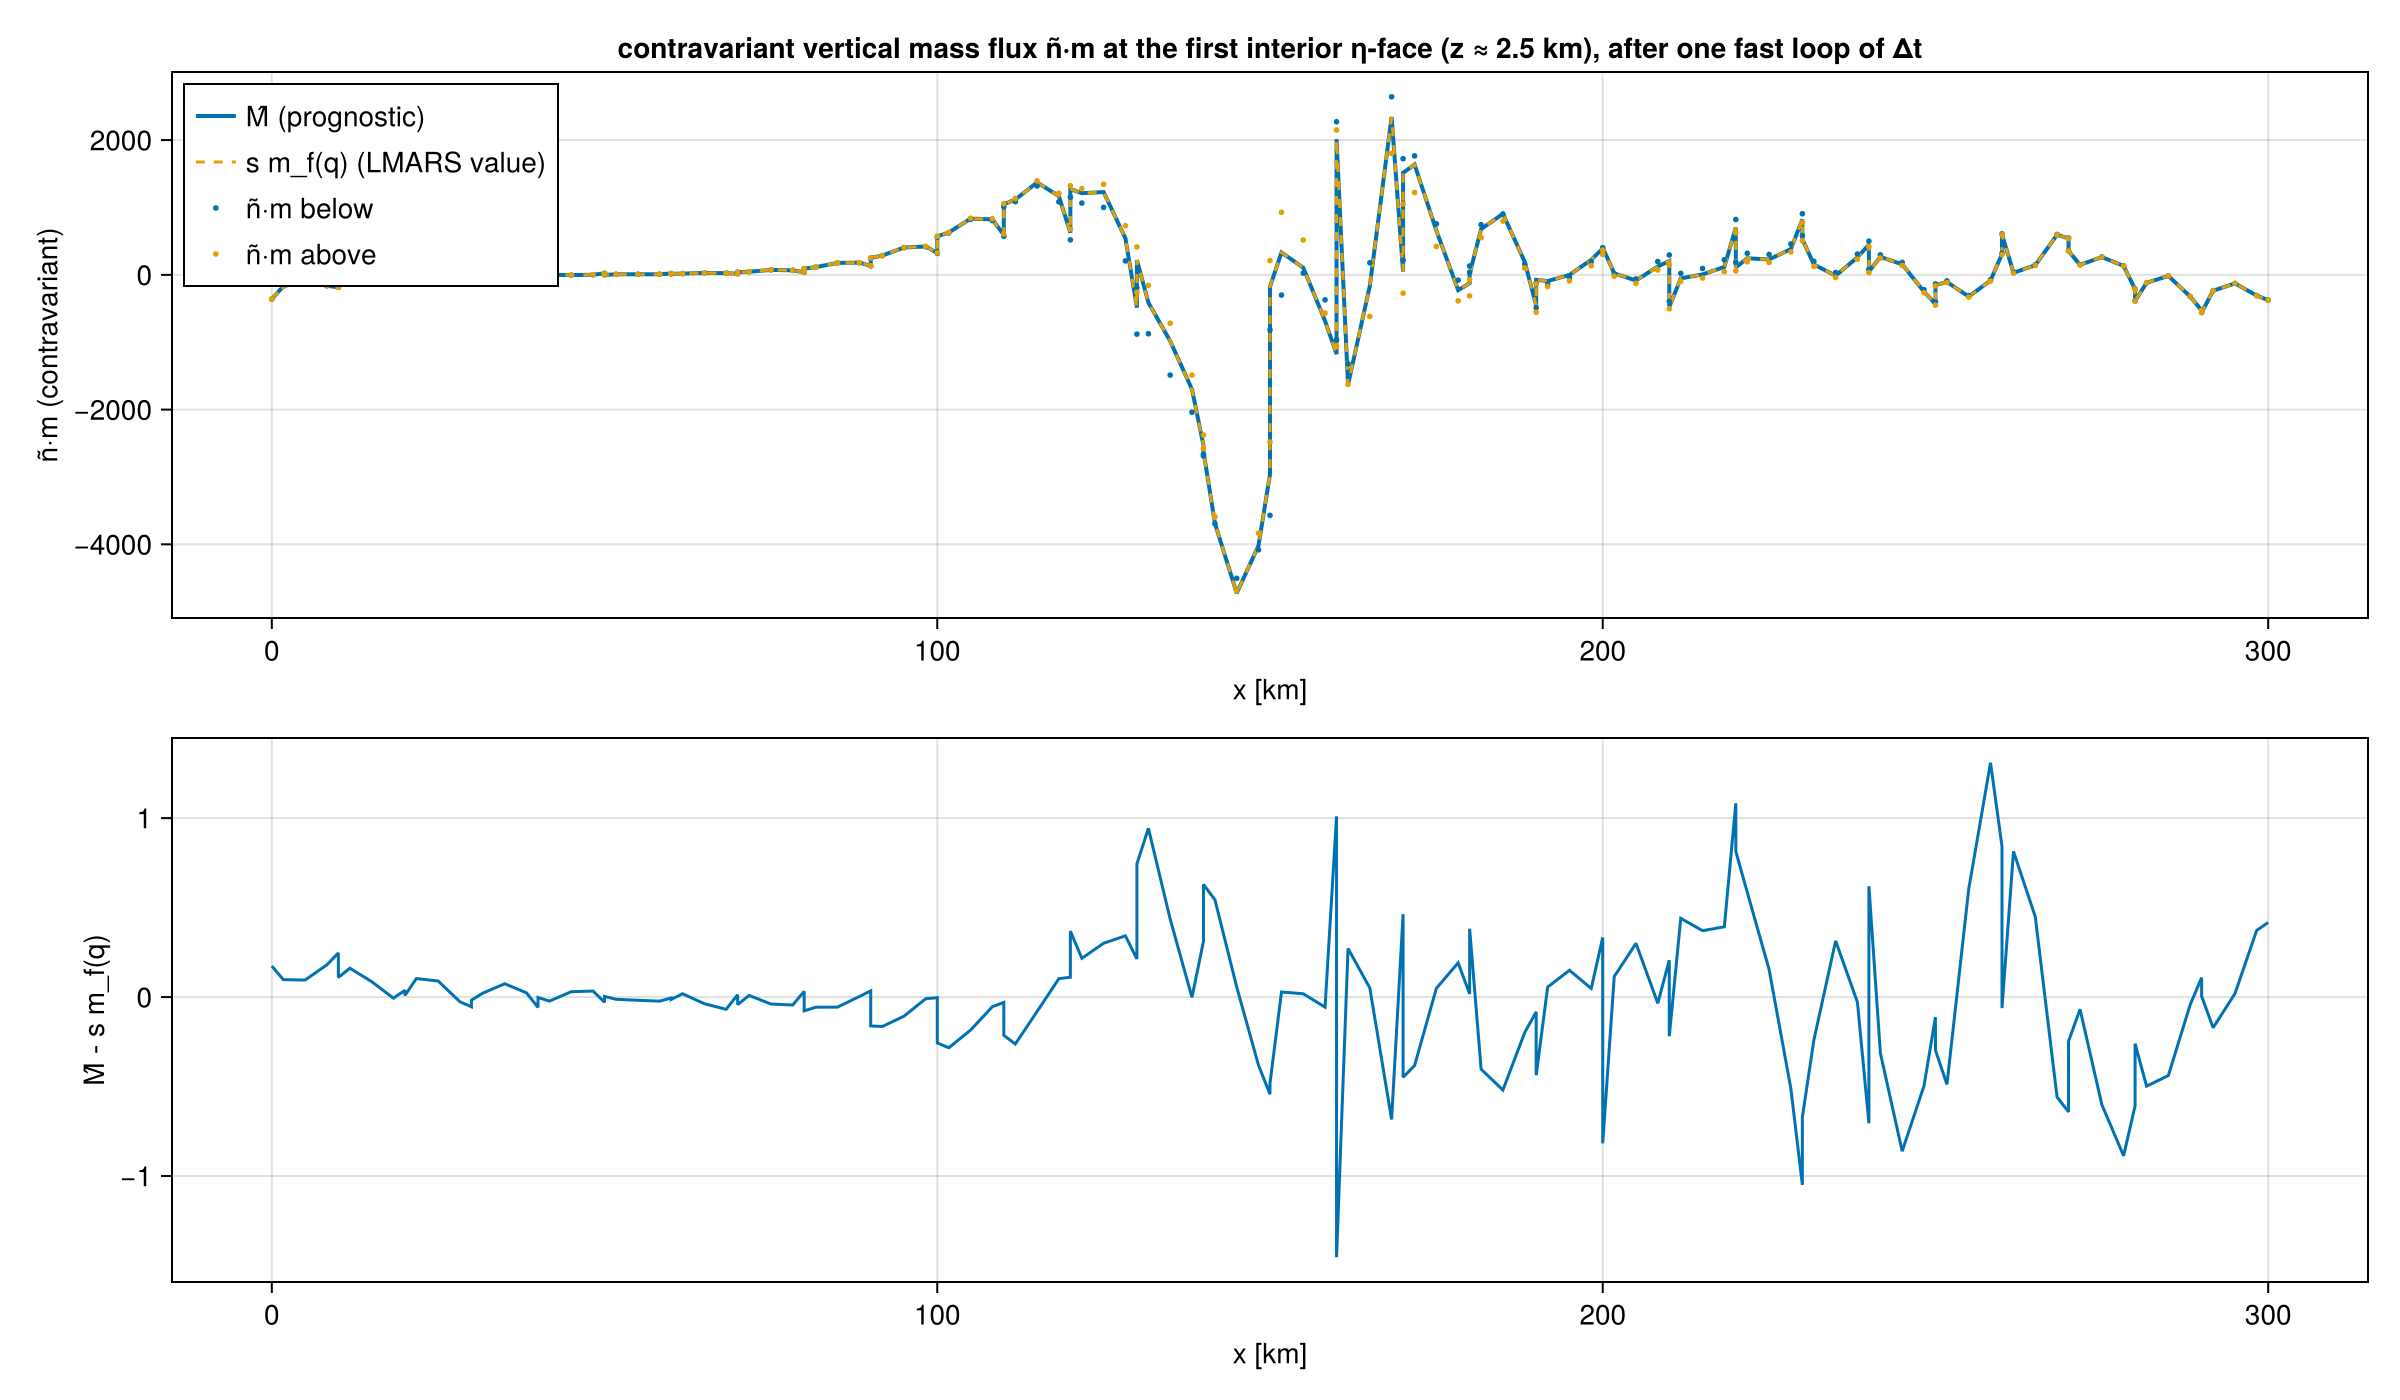 contravariant vertical mass flux ñ·m at the first interior η-face (z ≈ 2.5 km), after one fast loop of Δt
M̃ (prognostic)
s m_f(q) (LMARS value)
ñ·m below
ñ·m above
ñ·m (contravariant)
2000
0
−2000
−4000
0
100
200
300
x [km]
M̃ - s m_f(q)
1
0
−1
0
100
200
300
x [km]